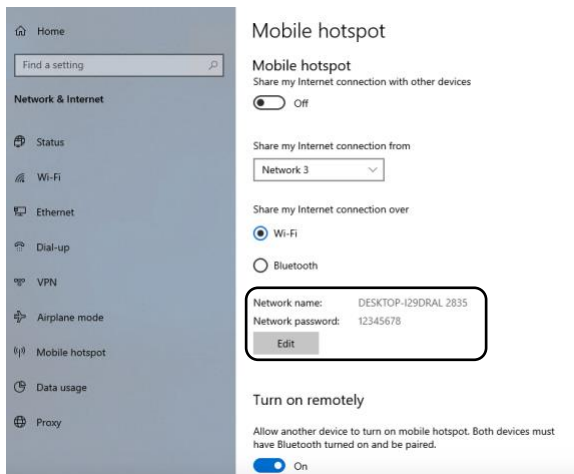 Home
Find a setting
Network & Internet
Status
Wi-Fi
Ethernet
Dial-up
VPN
Airplane mode
Mobile hotspot
Data usage
Proxy
Mobile hotspot
Mobile hotspot
Share my Internet connection with other devices
Off
Share my Internet connection from
Network 3
Share my Internet connection over
Wi-Fi
Bluetooth
Network name: DESKTOP-I29DRAL 2835
Network password: 12345678
Edit
Turn on remotely
Allow another device to turn on mobile hotspot. Both devices must
have Bluetooth turned on and be paired.
On